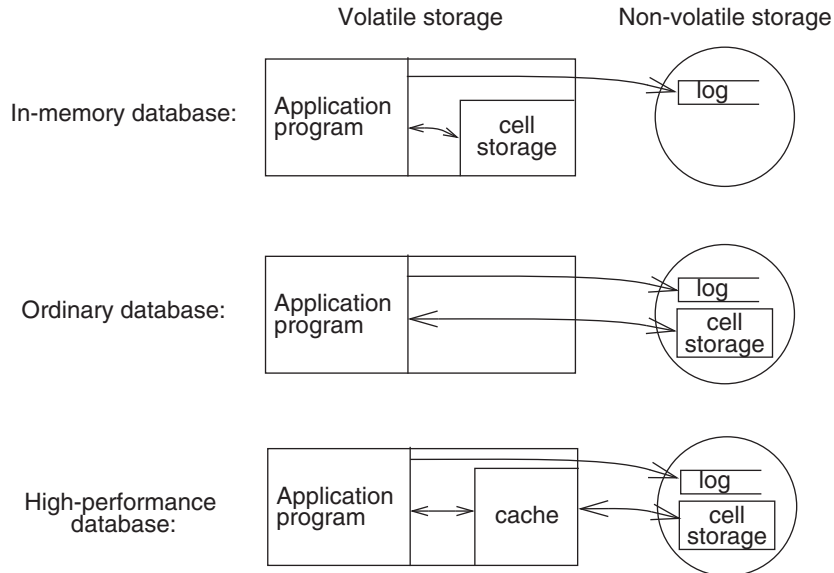 Volatile storage
Non-volatile storage
In-memory database:
Application
program
cell
storage
log
Ordinary database:
Application
program
log
cell
storage
High-performance
database:
Application
program
cache
log
cell
storage